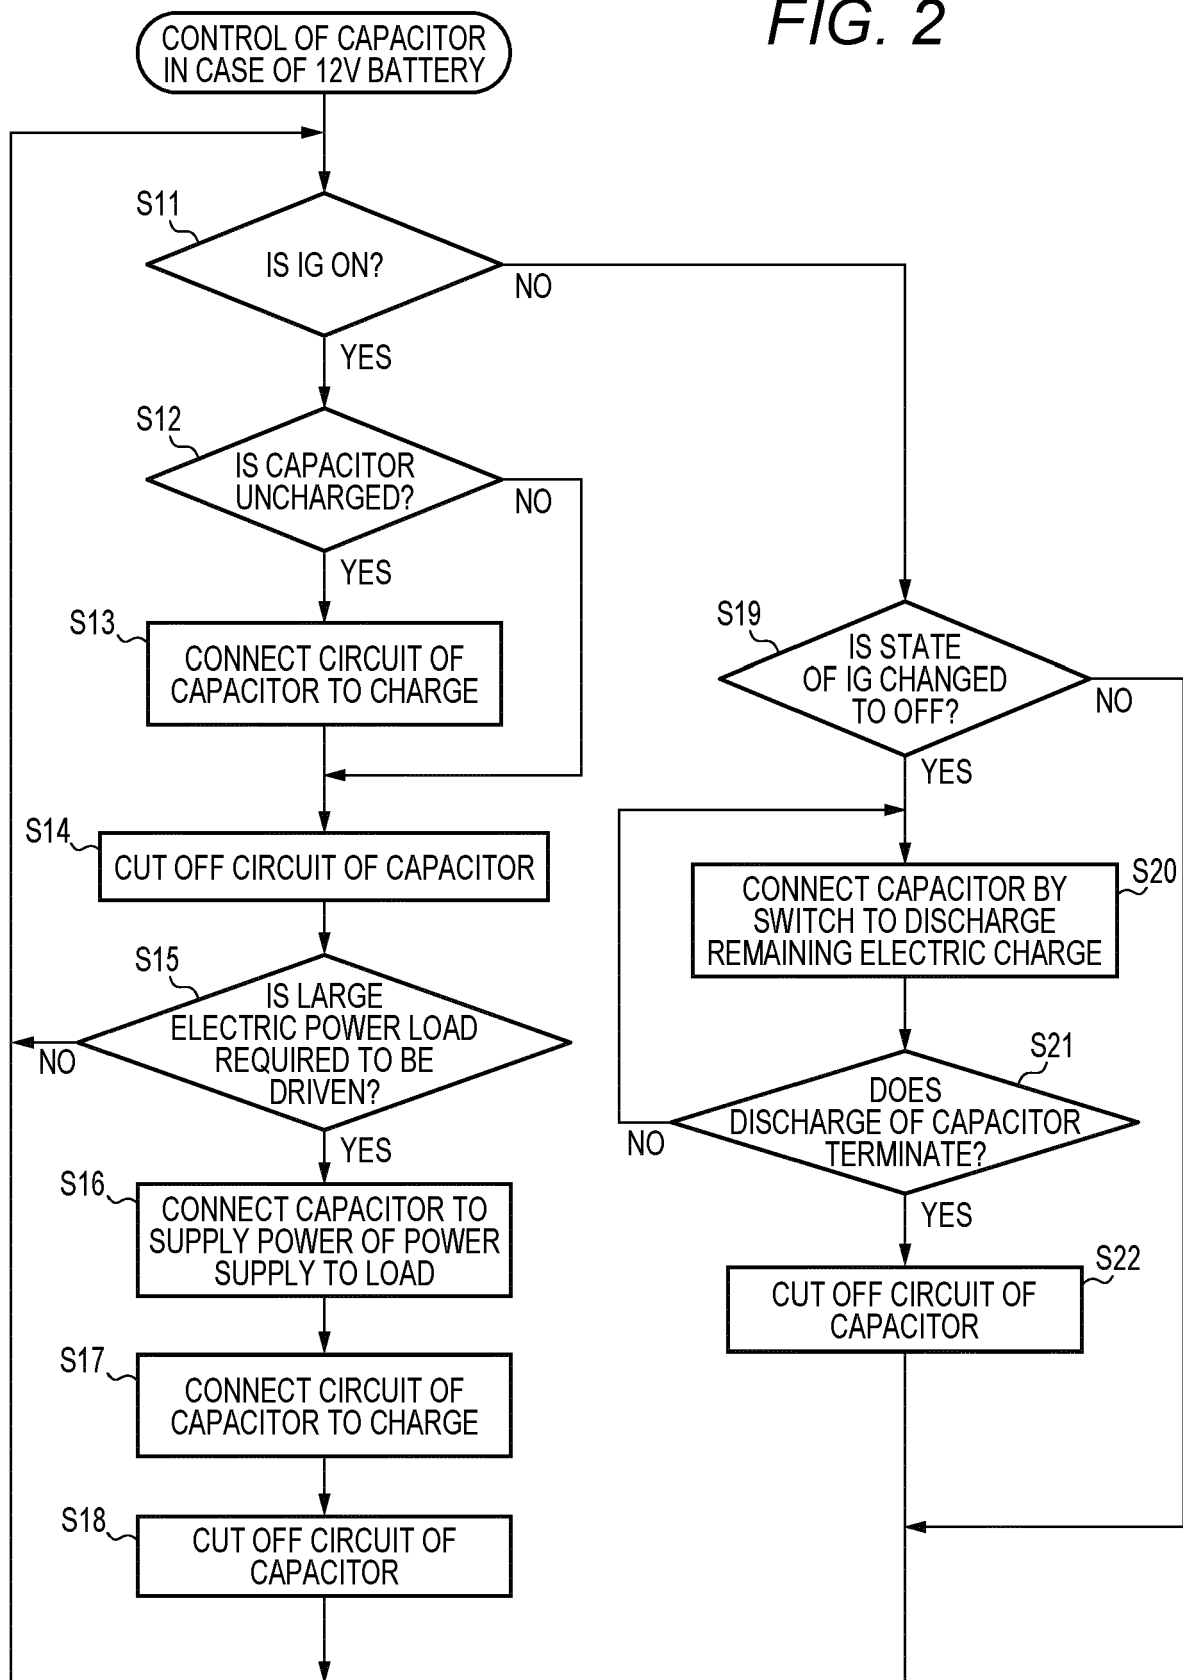 FIG. 2
CONTROL OF CAPACITOR
IN CASE OF 12V BATTERY
S11
IS IG ON?
NO
YES
S12
IS CAPACITOR
UNCHARGED?
NO
YES
S13
CONNECT CIRCUIT OF
CAPACITOR TO CHARGE
S14
CUT OFF CIRCUIT OF CAPACITOR
S15
IS LARGE
ELECTRIC POWER LOAD
REQUIRED TO BE
DRIVEN?
NO
YES
S16
CONNECT CAPACITOR TO
SUPPLY POWER OF POWER
SUPPLY TO LOAD
S17
CONNECT CIRCUIT OF
CAPACITOR TO CHARGE
S18
CUT OFF CIRCUIT OF
CAPACITOR
S19
IS STATE
OF IG CHANGED
TO OFF?
NO
YES
S20
CONNECT CAPACITOR BY
SWITCH TO DISCHARGE
REMAINING ELECTRIC CHARGE
S21
DOES
DISCHARGE OF CAPACITOR
TERMINATE?
NO
YES
S22
CUT OFF CIRCUIT OF
CAPACITOR